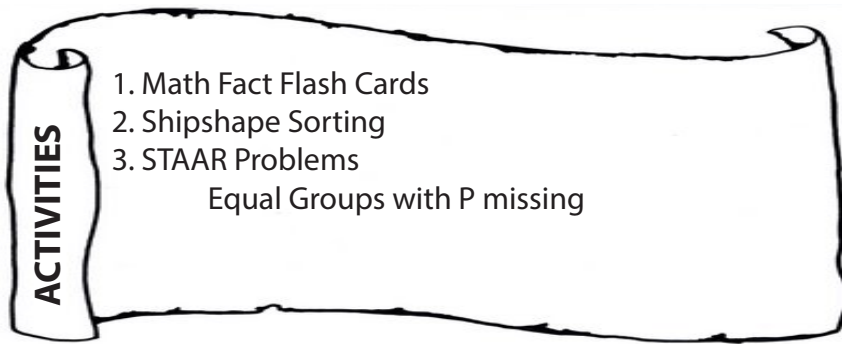 ACTIVITIES
1. Math Fact Flash Cards
2. Shipshape Sorting
3. STAAR Problems
Equal Groups with P missing